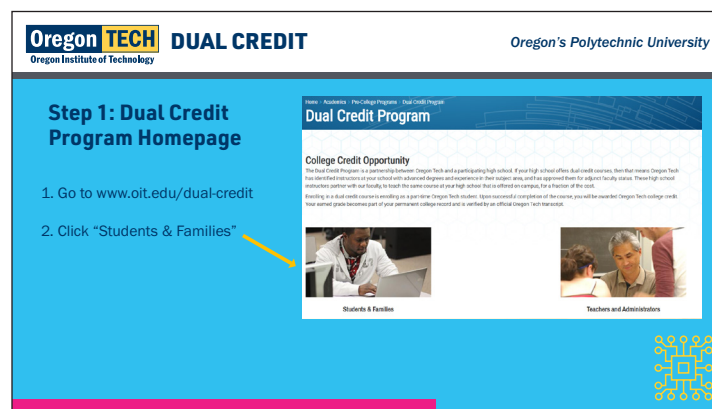 Oregon TECH
Oregon Institute of Technology
DUAL CREDIT
Oregon's Polytechnic University
Step 1: Dual Credit
Program Homepage
1. Go to www.oit.edu/dual-credit
2. Click “Students & Families”
Home › Academics › Pre-College Programs › Dual Credit Program
Dual Credit Program
College Credit Opportunity
The Dual Credit Program is a partnership between Oregon Tech and a participating high school. If your high school offers dual credit courses, then that means Oregon Tech
has identified instructors at your school with advanced degrees and experience in their subject area, and has approved them for adjunct faculty status. These high school
instructors partner with our faculty, to teach the same course at your high school that is offered on campus, for a fraction of the cost.
Enrolling in a dual credit course is enrolling as a part-time Oregon Tech student. Upon successful completion of the course, you will be awarded Oregon Tech college credit.
Your earned grade becomes part of your permanent college record and is verified by an official Oregon Tech transcript.
Students & Families
Teachers and Administrators